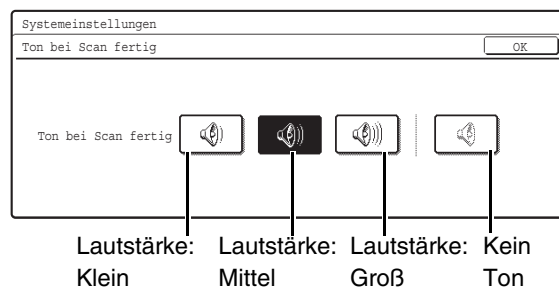 Systemeinstellungen
Ton bei Scan fertig
OK
Ton bei Scan fertig
Lautstärke: Lautstärke: Lautstärke: Kein
Klein Mittel Groß Ton